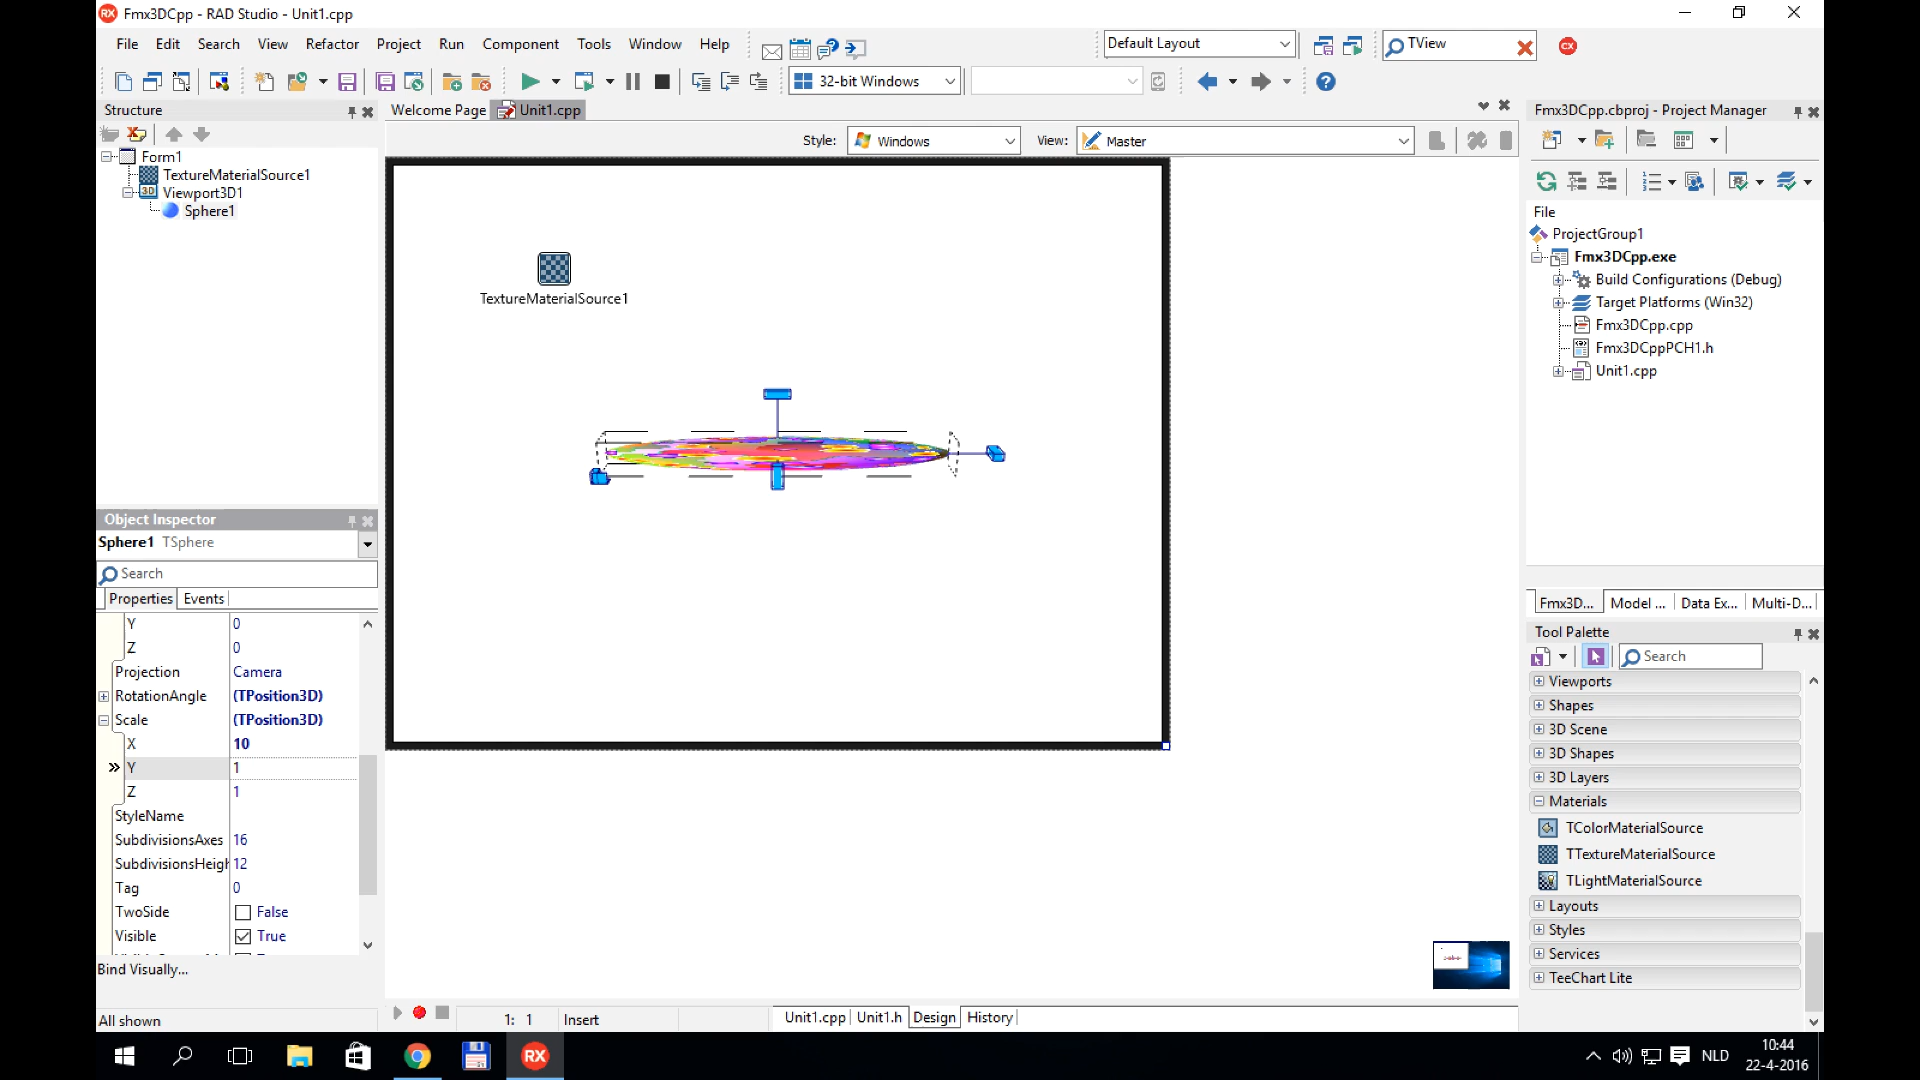 Fmx3DCpp - RAD Studio - Unit1.cpp
File Edit Search View Refactor Project Run Component Tools Window Help
Default Layout
TView
32-bit Windows
Structure
Form1
TextureMaterialSource1
Viewport3D1
Sphere1
Welcome Page
Unit1.cpp
Style: Windows
View: Master
TextureMaterialSource1
Object Inspector
Sphere1 TSphere
Search
Properties Events
Y 0
Z 0
Projection Camera
RotationAngle (TPosition3D)
Scale (TPosition3D)
X 10
Y 1
Z 1
StyleName
SubdivisionsAxes 16
SubdivisionsHeigh 12
Tag 0
TwoSide False
Visible True
Bind Visually...
All shown
1: 1
Insert
Unit1.cpp Unit1.h Design History
Fmx3DCpp.cbproj - Project Manager
File
ProjectGroup1
Fmx3DCpp.exe
Build Configurations (Debug)
Target Platforms (Win32)
Fmx3DCpp.cpp
Fmx3DCppPCH1.h
Unit1.cpp
Fmx3D... Model ... Data Ex... Multi-D...
Tool Palette
Search
Viewports
Shapes
3D Scene
3D Shapes
3D Layers
Materials
TColorMaterialSource
TTextureMaterialSource
TLightMaterialSource
Layouts
Styles
Services
TeeChart Lite
NLD
10:44
22-4-2016